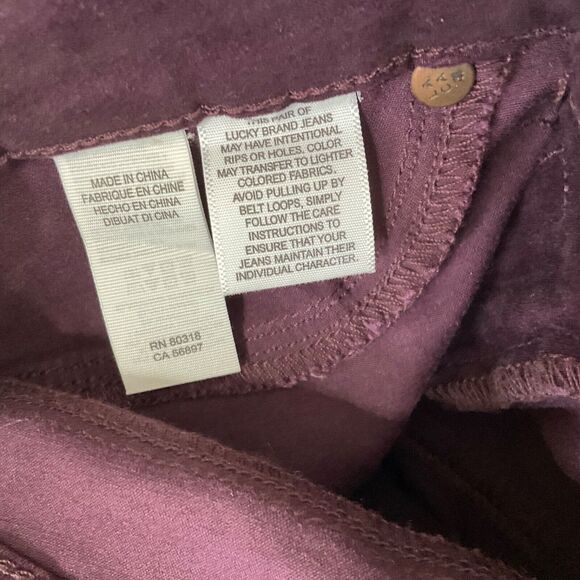 MADE IN CHINA
FABRIQUE EN CHINE
HECHO EN CHINA
DIBUAT DI CINA
RN 80318
CA 56897
THIS PAIR OF
LUCKY BRAND JEANS
MAY HAVE INTENTIONAL
RIPS OR HOLES. COLOR
MAY TRANSFER TO LIGHTER
COLORED FABRICS.
AVOID PULLING UP BY
BELT LOOPS, SIMPLY
FOLLOW THE CARE
INSTRUCTIONS TO
ENSURE THAT YOUR
JEANS MAINTAIN THEIR
INDIVIDUAL CHARACTER.